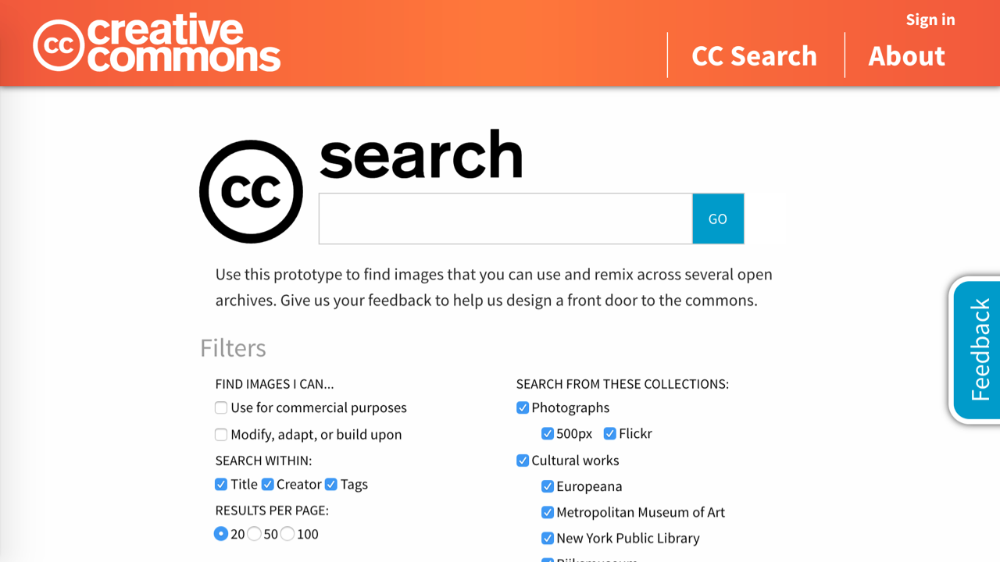 cc creative commons
Sign in
CC Search
About
cc search
GO
Use this prototype to find images that you can use and remix across several open
archives. Give us your feedback to help us design a front door to the commons.
Feedback
Filters
FIND IMAGES I CAN...
Use for commercial purposes
Modify, adapt, or build upon
SEARCH WITHIN:
Title Creator Tags
RESULTS PER PAGE:
20 50 100
SEARCH FROM THESE COLLECTIONS:
Photographs
500px Flickr
Cultural works
Europeana
Metropolitan Museum of Art
New York Public Library